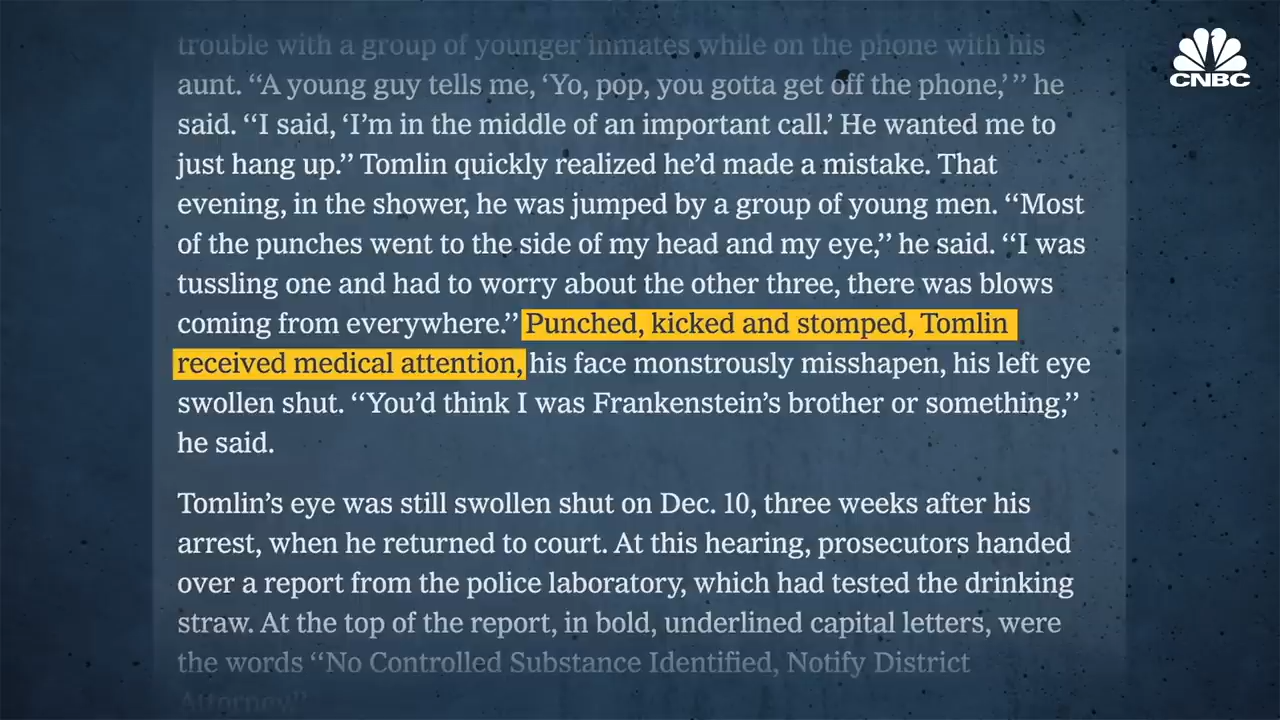 trouble with a group of younger inmates while on the phone with his
aunt. “A young guy tells me, ‘Yo, pop, you gotta get off the phone,’ ” he
said. “I said, ‘I’m in the middle of an important call.’ He wanted me to
just hang up.” Tomlin quickly realized he’d made a mistake. That
evening, in the shower, he was jumped by a group of young men. “Most
of the punches went to the side of my head and my eye,” he said. “I was
tussling one and had to worry about the other three, there was blows
coming from everywhere.” Punched, kicked and stomped, Tomlin
received medical attention, his face monstrously misshapen, his left eye
swollen shut. “You’d think I was Frankenstein’s brother or something,”
he said.
Tomlin’s eye was still swollen shut on Dec. 10, three weeks after his
arrest, when he returned to court. At this hearing, prosecutors handed
over a report from the police laboratory, which had tested the drinking
straw. At the top of the report, in bold, underlined capital letters, were
the words “No Controlled Substance Identified, Notify District
Attorney.”
CNBC